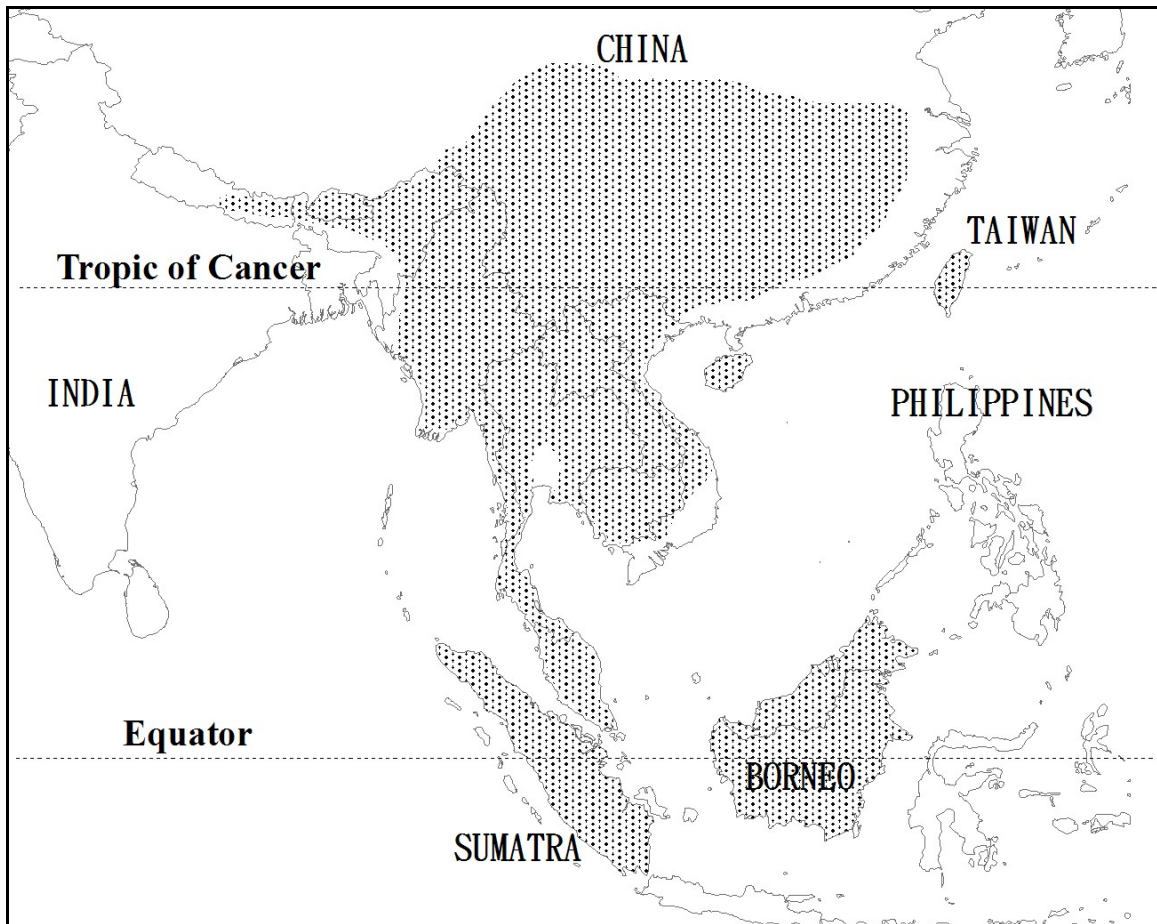 CHINA
TAIWAN
Tropic of Cancer
INDIA
PHILIPPINES
Equator
BORNEO
SUMATRA